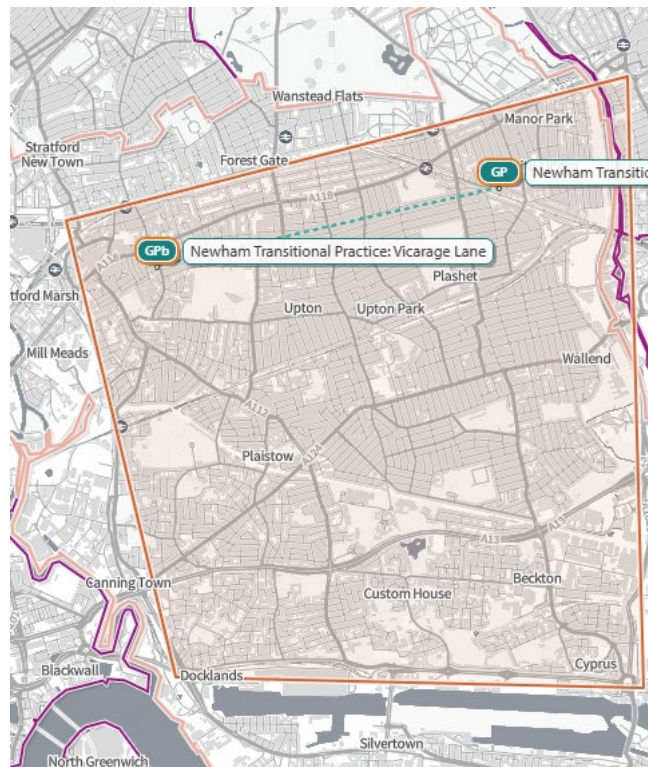 Wanstead Flats
Manor Park
Stratford
New Town
Forest Gate
GP
Newham Transitio
A118
GPb
Newham Transitional Practice: Vicarage Lane
A118
Plashet
tford Marsh
Upton
Upton Park
Mill Meads
Wallend
A112
A124
Plaistow
A13
A13
Canning Town
Beckton
Custom House
Blackwall
Docklands
Cyprus
Silvertown
North Greenwich